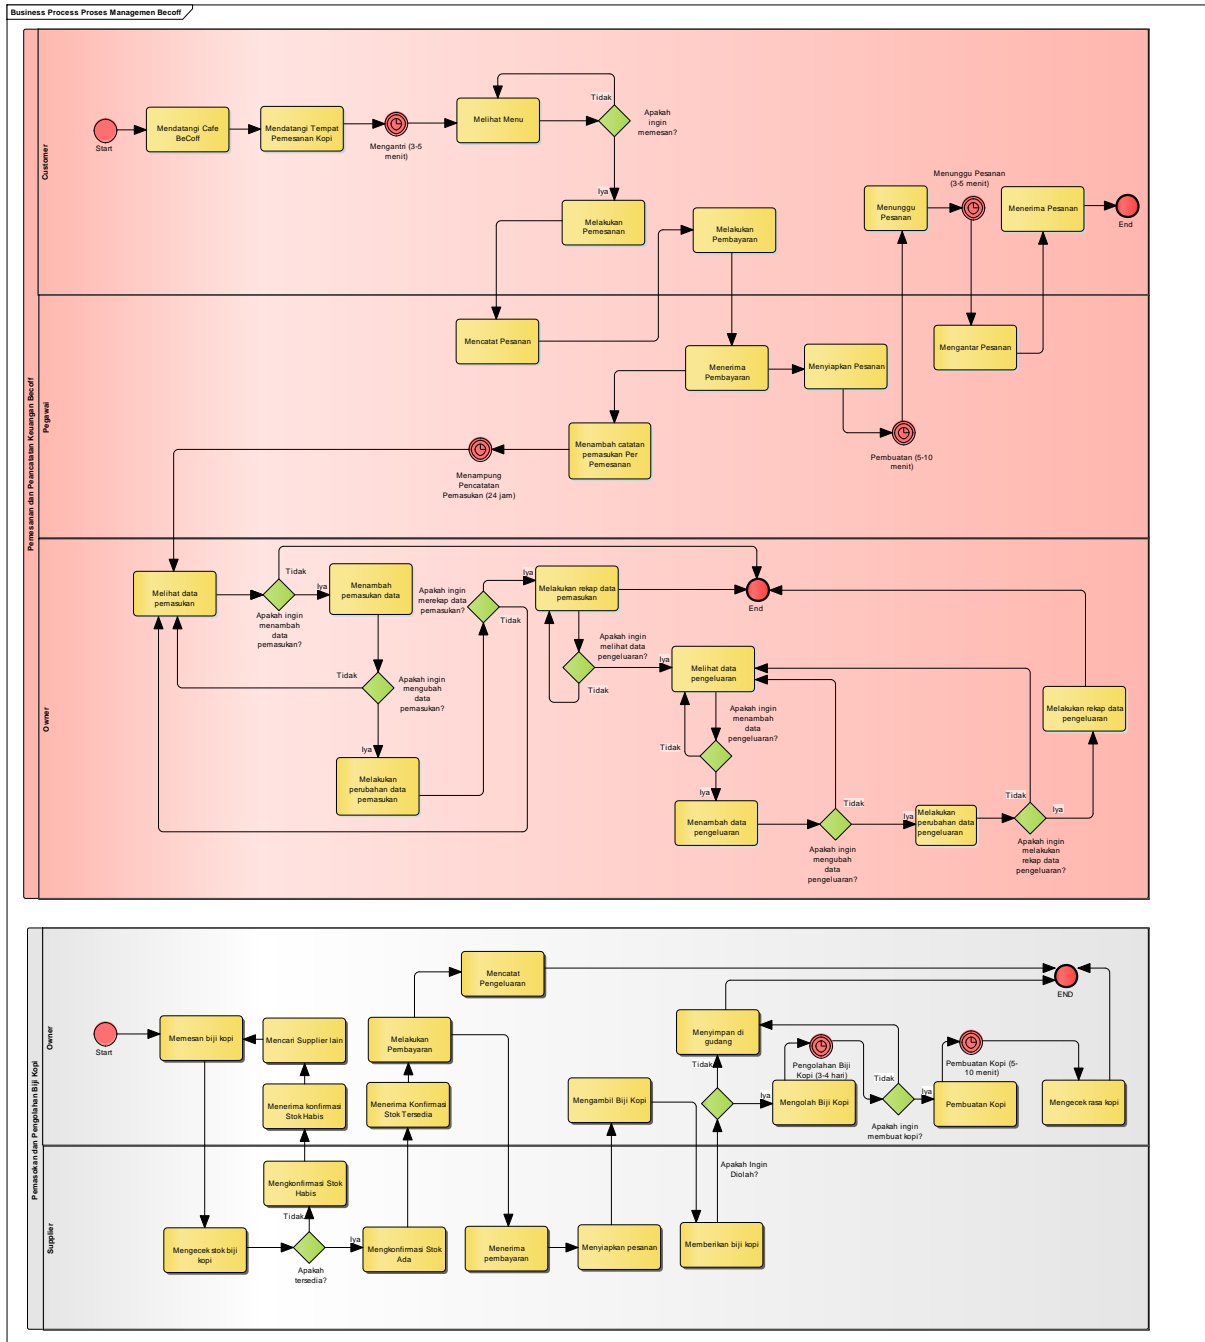 Business Process Proses Managemen Becoff
Pemesanan dan Peancatatan Keuangan Becoff
Customer
Start
Mendatangi Cafe
BeCoff
Mendatangi Tempat
Pemesanan Kopi
Mengantri (3-5
menit)
Melihat Menu
Tidak
Apakah
ingin
memesan?
Iya
Melakukan
Pemesanan
Melakukan
Pembayaran
Menunggu
Pesanan
Menunggu Pesanan
(3-5 menit)
Menerima Pesanan
End
Pegawai
Mencatat Pesanan
Menerima
Pembayaran
Menyiapkan Pesanan
Mengantar Pesanan
Pembuatan (5-10
menit)
Menambah catatan
pemasukan Per
Pemesanan
Menampung
Pencatatan
Pemasukan (24 jam)
Owner
Melihat data
pemasukan
Tidak
Apakah ingin
menambah
data
pemasukan?
Iya
Menambah
pemasukan data
Tidak
Apakah ingin
mengubah
data
pemasukan?
Iya
Melakukan
perubahan data
pemasukan
Apakah ingin
merekap data
pemasukan?
Iya
Tidak
Melakukan rekap data
pemasukan
End
Apakah ingin
melihat data
pengeluaran?
Tidak
Iya
Melihat data
pengeluaran
Apakah ingin
menambah
data
pengeluaran?
Tidak
Iya
Menambah data
pengeluaran
Tidak
Apakah ingin
mengubah
data
pengeluaran?
Iya
Melakukan
perubahan data
pengeluaran
Tidak
Apakah ingin
melakukan
rekap data
pengeluaran?
Iya
Melakukan rekap data
pengeluaran
Pemasokan dan Pengolahan Biji Kopi
Owner
Start
Memesan biji kopi
Mencari Supplier lain
Menerima konfirmasi
Stok Habis
Melakukan
Pembayaran
Menerima Konfirmasi
Stok Tersedia
Mencatat
Pengeluaran
Mengambil Biji Kopi
Menyimpan di
gudang
Tidak
Iya
Pengolahan Biji
Kopi (3-4 hari)
Mengolah Biji Kopi
Tidak
Apakah ingin
membuat kopi?
Iya
Pembuatan Kopi (5-
10 menit)
Pembuatan Kopi
Mengecek rasa kopi
END
Supplier
Mengecek stok biji
kopi
Mengkonfirmasi Stok
Habis
Tidak
Apakah
tersedia?
Iya
Mengkonfirmasi Stok
Ada
Menerima
pembayaran
Menyiapkan pesanan
Memberikan biji kopi
Apakah Ingin
Diolah?